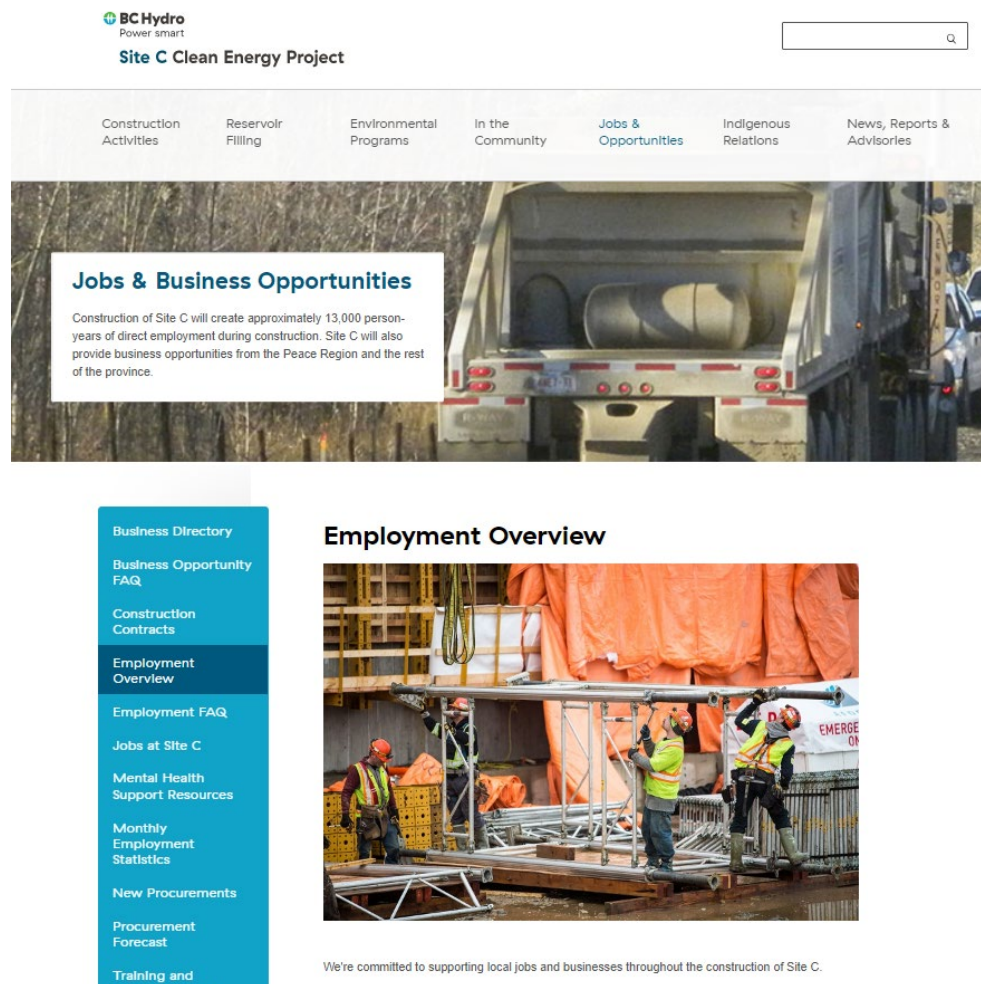 BC Hydro
Power smart
Site C Clean Energy Project
Construction
Activities
Reservoir
Filling
Environmental
Programs
In the
Community
Jobs &
Opportunities
Indigenous
Relations
News, Reports &
Advisories
Jobs & Business Opportunities
Construction of Site C will create approximately 13,000 person-
years of direct employment during construction. Site C will also
provide business opportunities from the Peace Region and the rest
of the province.
Business Directory
Business Opportunity
FAQ
Construction
Contracts
Employment
Overview
Employment FAQ
Jobs at Site C
Mental Health
Support Resources
Monthly
Employment
Statistics
New Procurements
Procurement
Forecast
Training and
Employment Overview
We're committed to supporting local jobs and businesses throughout the construction of Site C.